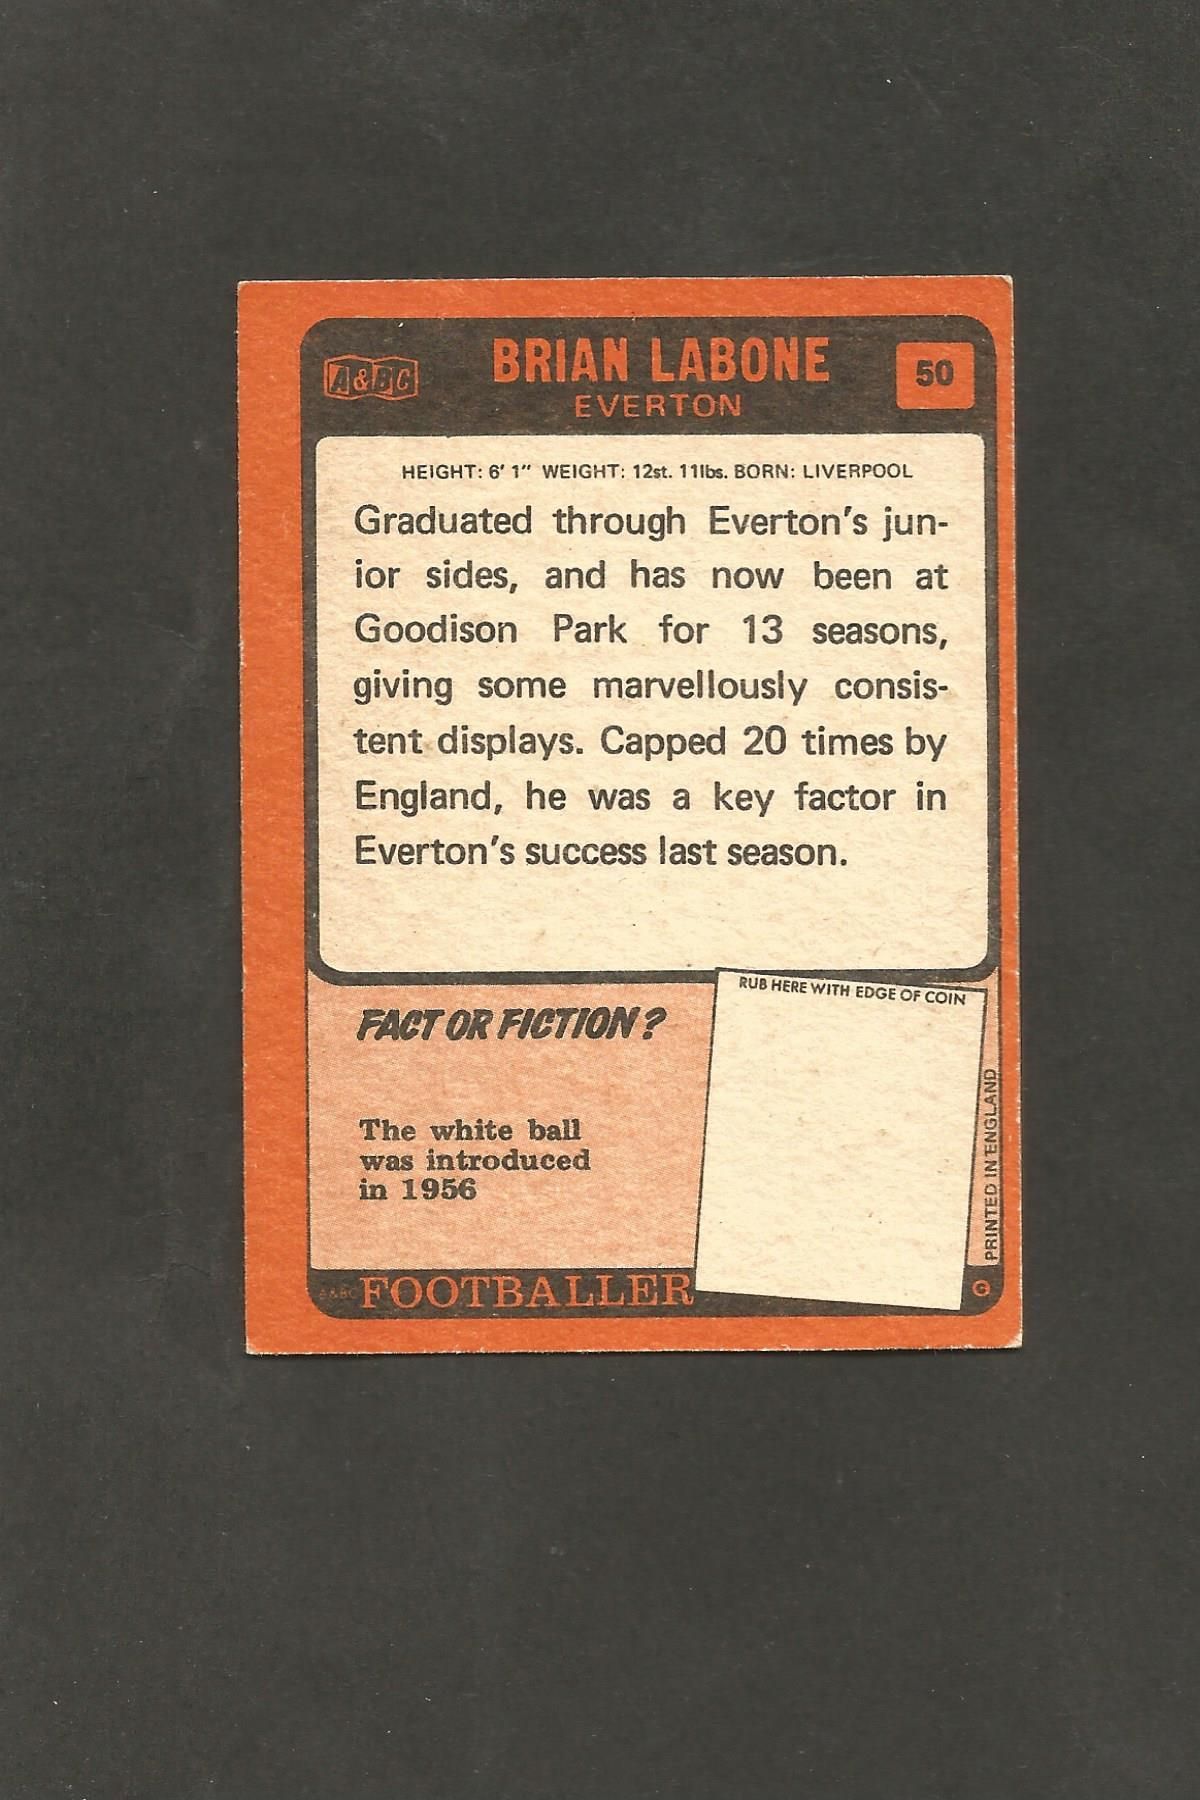 A&BC
BRIAN LABONE
50
EVERTON
HEIGHT: 6' 1" WEIGHT: 12st. 11lbs. BORN: LIVERPOOL
Graduated through Everton's jun-
ior sides, and has now been at
Goodison Park for 13 seasons,
giving some marvellously consis-
tent displays. Capped 20 times by
England, he was a key factor in
Everton's success last season.
RUB HERE WITH EDGE OF COIN
FACT OR FICTION?
The white ball
was introduced
in 1956
PRINTED IN ENGLAND
A&BC FOOTBALLER
G